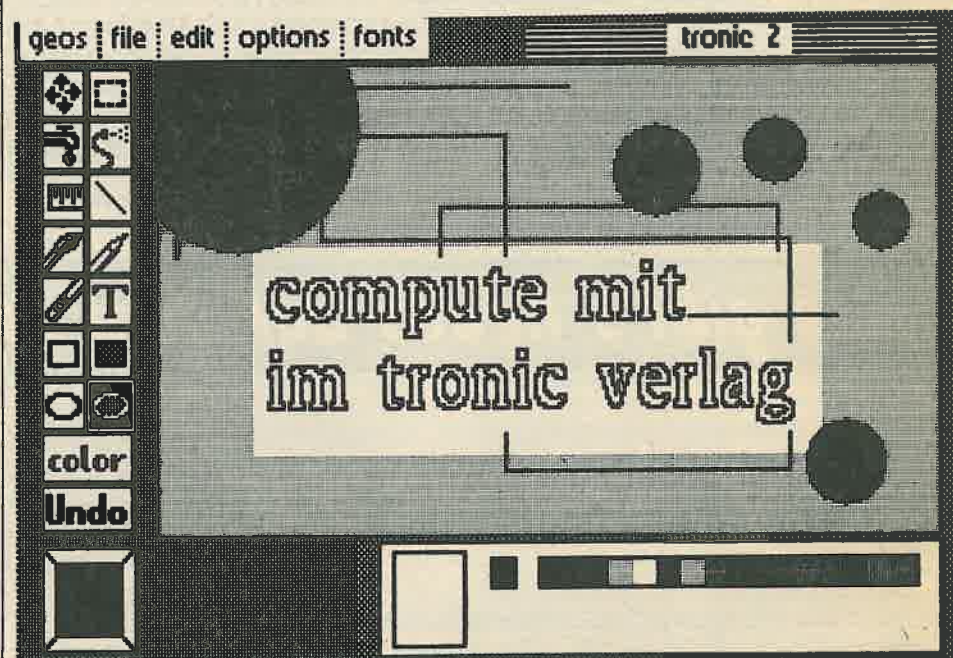 geos file edit options fonts tronic 2
T
compute mit
im tronic verlag
color
Undo